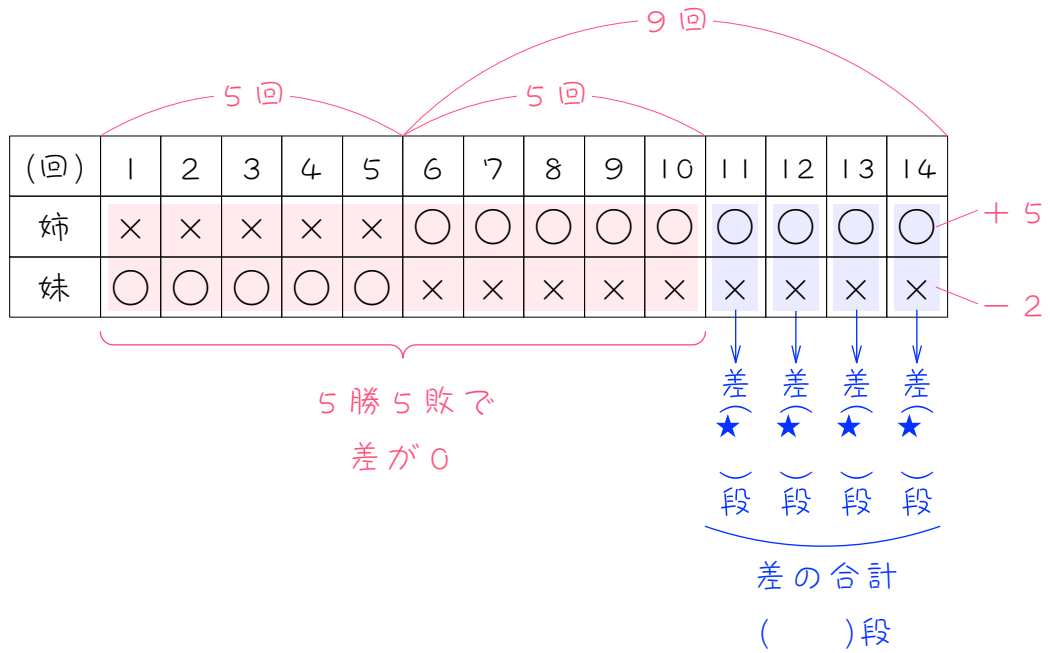 9回
5回 5回
(回) 1 2 3 4 5 6 7 8 9 10 11 12 13 14
姉 × × × × × ○ ○ ○ ○ ○ ○ ○ ○ ○ +5
妹 ○ ○ ○ ○ ○ × × × × × × × × × −2
5勝5敗で
差が0
差(★)段 差(★)段 差(★)段 差(★)段
差の合計
( )段